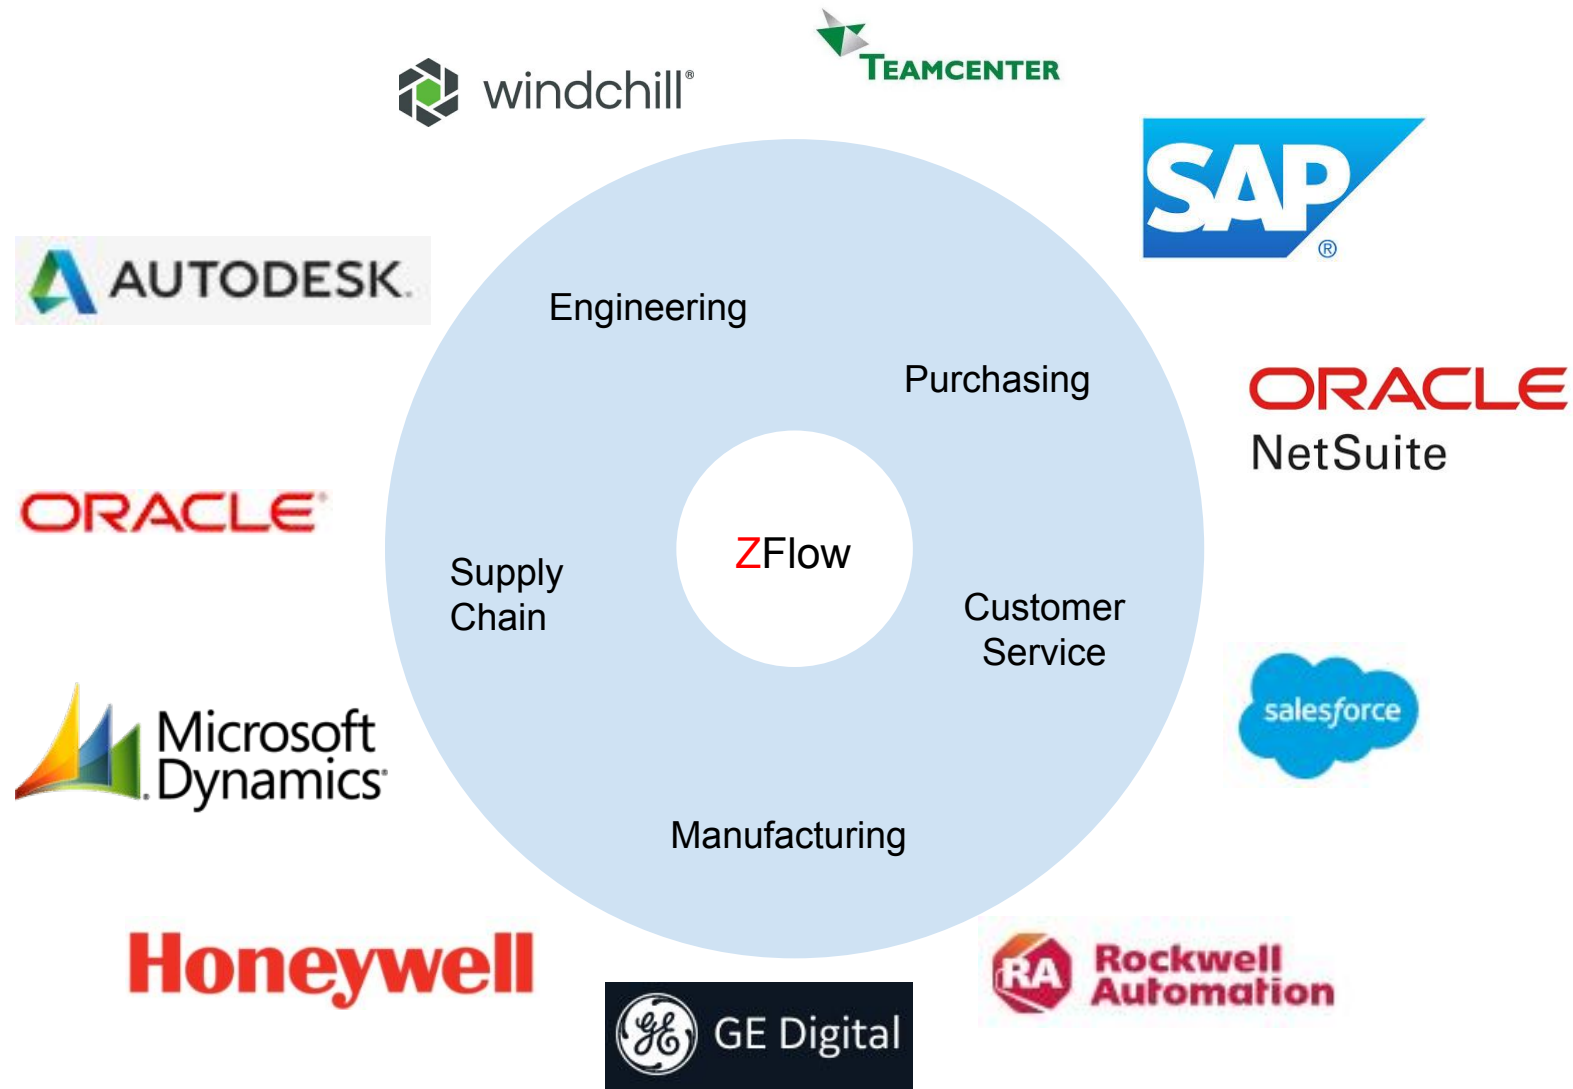 TEAMCENTER
windchill®
SAP
®
AUTODESK.
Engineering
Purchasing
ORACLE
NetSuite
ORACLE®
ZFlow
Supply
Chain
Customer
Service
salesforce
Microsoft
Dynamics
Manufacturing
Honeywell
RA
Rockwell
Automation
GE
GE Digital